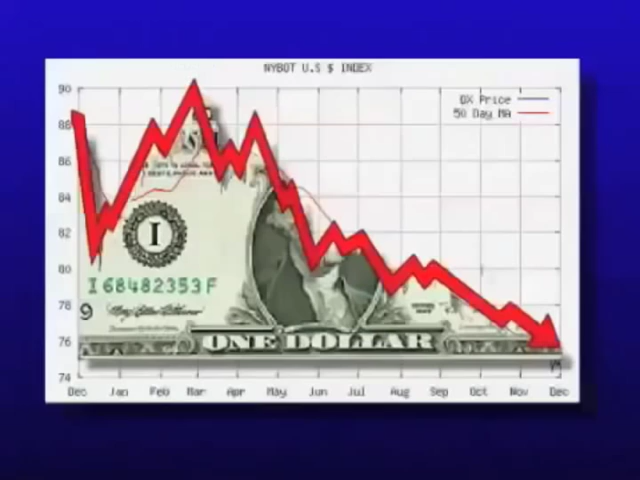 NYBOT U.S $ INDEX
90
DX Price
50 Day MA
88
86
84
82
I
80
I 68482353 F
78
9
76
ONE DOLLAR
74
Dec Jan Feb Mar Apr May Jun Jul Aug Sep Oct Nov Dec